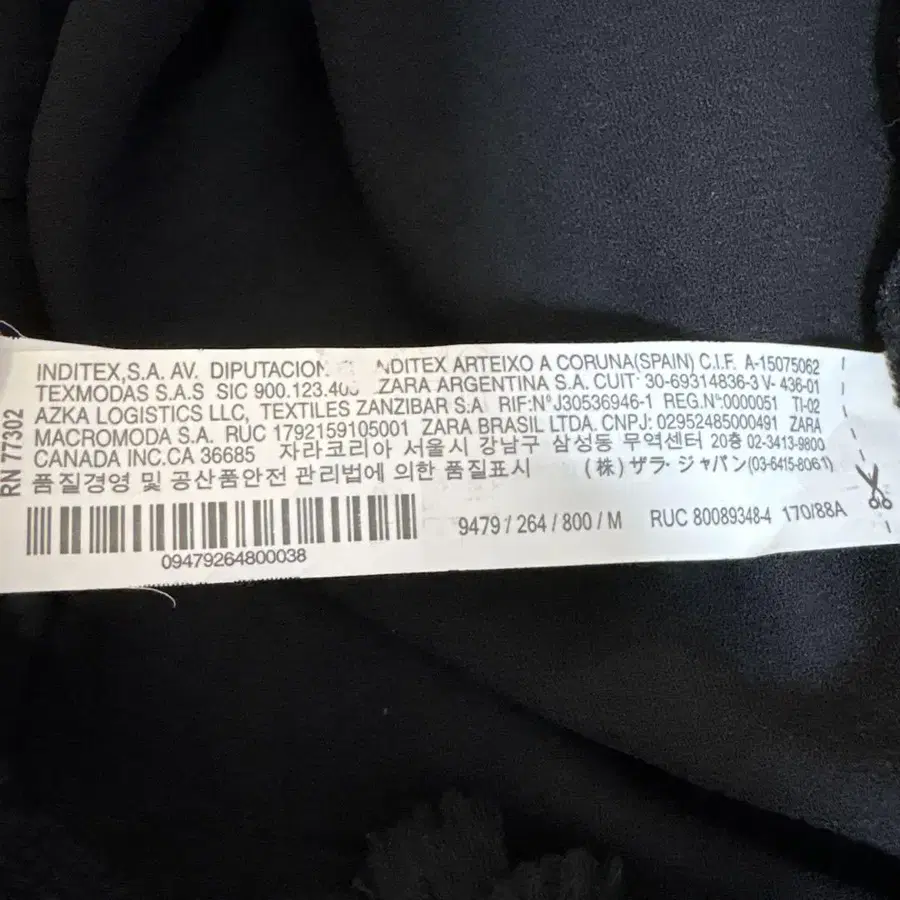 RN 77302
INDITEX,S.A. AV. DIPUTACION INDITEX ARTEIXO A CORUNA(SPAIN) C.I.F. A-15075062
TEXMODAS S.A.S SIC 900.123.40 ZARA ARGENTINA S.A. CUIT: 30-69314836-3 V- 436-01
AZKA LOGISTICS LLC, TEXTILES ZANZIBAR S.A RIF:N°J30536946-1 REG.N°:0000051 TI-02
MACROMODA S.A. RUC 1792159105001 ZARA BRASIL LTDA. CNPJ: 02952485000491 ZARA
CANADA INC.CA 36685 자라코리아 서울시 강남구 삼성동 무역센터 20층 02-3413-9800
품질경영 및 공산품안전 관리법에 의한 품질표시 (株) ザラ・ジャパン(03-6415-8061)
9479 / 264 / 800 / M RUC 80089348-4 170/88A
09479264800038